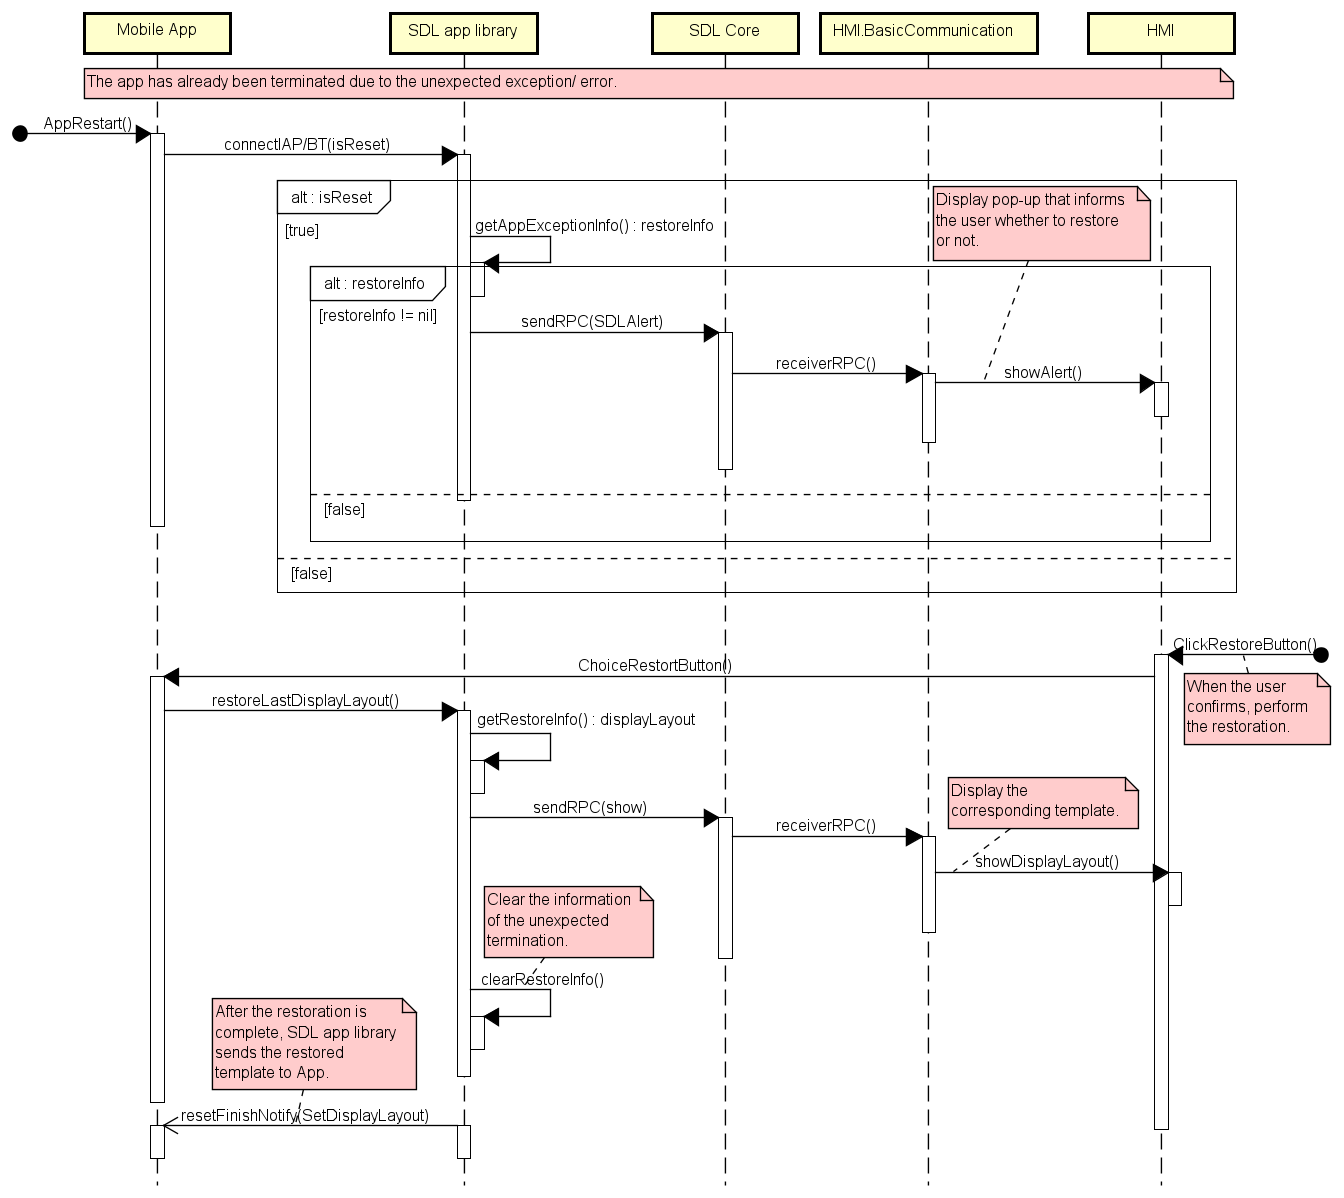 Mobile App
SDL app library
SDL Core
HMI.BasicCommunication
HMI
The app has already been terminated due to the unexpected exception/ error.
AppRestart()
connectIAP/BT(isReset)
alt : isReset
[true]
getAppExceptionInfo() : restoreInfo
Display pop-up that informs
the user whether to restore
or not.
alt : restoreInfo
[restoreInfo != nil]
sendRPC(SDLAlert)
receiverRPC()
showAlert()
[false]
[false]
ClickRestoreButton()
ChoiceRestortButton()
When the user
confirms, perform
the restoration.
restoreLastDisplayLayout()
getRestoreInfo() : displayLayout
Display the
corresponding template.
sendRPC(show)
receiverRPC()
showDisplayLayout()
Clear the information
of the unexpected
termination.
clearRestoreInfo()
After the restoration is
complete, SDL app library
sends the restored
template to App.
resetFinishNotify(SetDisplayLayout)